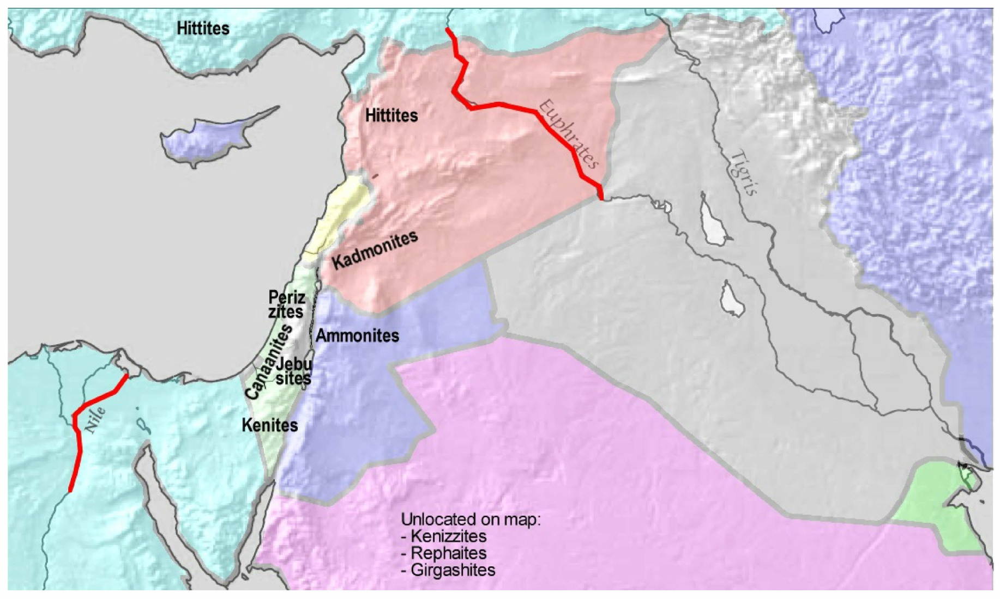 Hittites
Hittites
Euphrates
Tigris
Kadmonites
Periz
zites
Canaanites
Ammonites
Jebu
sites
Nile
Kenites
Unlocated on map:
- Kenizzites
- Rephaites
- Girgashites